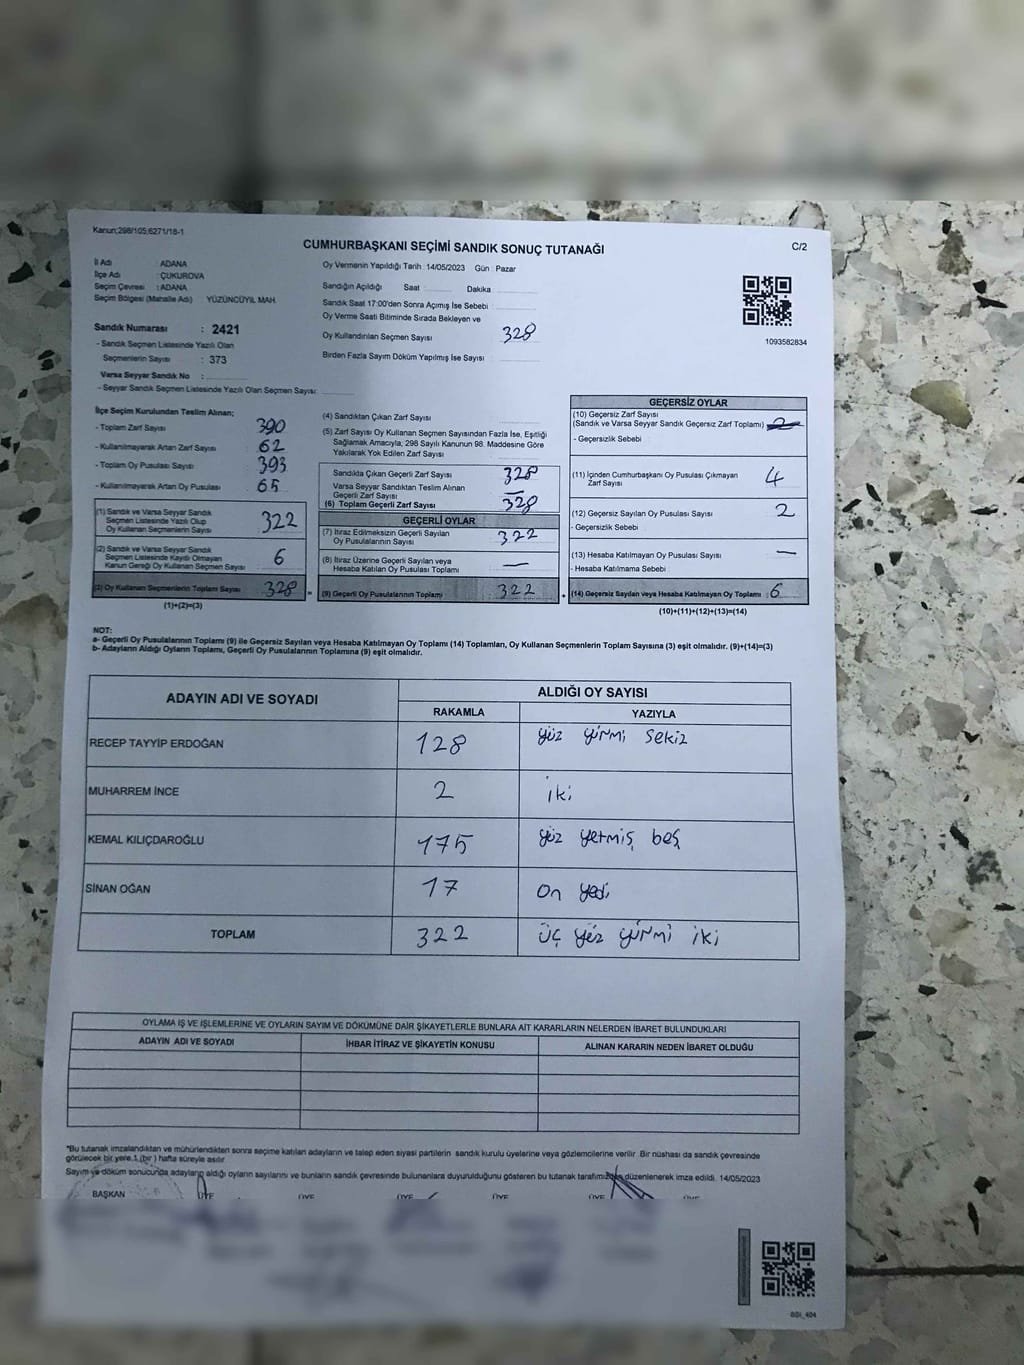 Kanun;298/105;6271/18-1
CUMHURBAŞKANI SEÇİMİ SANDIK SONUÇ TUTANAĞI
C/2
İl Adı ADANA
İlçe Adı : ÇUKUROVA
Seçim Çevresi : ADANA
Seçim Bölgesi (Mahalle Adı) YÜZÜNCÜYIL MAH.
Sandık Numarası : 2421
- Sandık Seçmen Listesinde Yazılı Olan
Seçmenlerin Sayısı : 373
Varsa Seyyar Sandık No :
- Seyyar Sandık Seçmen Listesinde Yazılı Olan Seçmen Sayısı:
Oy Vermenin Yapıldığı Tarih :14/05/2023 Gün : Pazar
Sandığın Açıldığı Saat Dakika
Sandık Saat 17:00'den Sonra Açımış İse Sebebi
Oy Verme Saati Bitiminde Sırada Bekleyen ve
Oy Kullandırılan Seçmen Sayısı 328
Birden Fazla Sayım Döküm Yapılmış İse Sayısı
1093582834
İlçe Seçim Kurulundan Teslim Alınan;
- Toplam Zarf Sayısı 390
- Kullanılmayarak Artan Zarf Sayısı 62
- Toplam Oy Pusulası Sayısı 393
- Kullanılmayarak Artan Oy Pusulası 65
(1) Sandık ve Varsa Seyyar Sandık
Seçmen Listesinde Yazılı Olup
Oy Kullanan Seçmenlerin Sayısı 322
(2) Sandık ve Varsa Seyyar Sandık
Seçmen Listesinde Kayıtlı Olmayan
Kanun Gereği Oy Kullanan Seçmen Sayısı 6
(3) Oy Kullanan Seçmenlerin Toplam Sayısı 328
(1)+(2)=(3)
(4) Sandıktan Çıkan Zarf Sayısı
(5) Zarf Sayısı Oy Kullanan Seçmen Sayısından Fazla İse, Eşitliği
Sağlamak Amacıyla, 298 Sayılı Kanunun 98. Maddesine Göre
Yakılarak Yok Edilen Zarf Sayısı
Sandıkta Çıkan Geçerli Zarf Sayısı 328
Varsa Seyyar Sandıktan Teslim Alınan
Geçerli Zarf Sayısı —
(6) Toplam Geçerli Zarf Sayısı 328
GEÇERLİ OYLAR
(7) İtiraz Edilmeksizin Geçerli Sayılan
Oy Pusulalarının Sayısı 322
(8) İtiraz Üzerine Geçerli Sayılan veya
Hesaba Katılan Oy Pusulası Toplamı —
(9) Geçerli Oy Pusulalarının Toplamı 322
GEÇERSİZ OYLAR
(10) Geçersiz Zarf Sayısı
(Sandık ve Varsa Seyyar Sandık Geçersiz Zarf Toplamı)
- Geçersizlik Sebebi
(11) İçinden Cumhurbaşkanı Oy Pusulası Çıkmayan
Zarf Sayısı 4
(12) Geçersiz Sayılan Oy Pusulası Sayısı 2
- Geçersizlik Sebebi
(13) Hesaba Katılmayan Oy Pusulası Sayısı —
- Hesaba Katılmama Sebebi
(14) Geçersiz Sayılan veya Hesaba Katılmayan Oy Toplamı : 6
(10)+(11)+(12)+(13)=(14)
NOT:
a- Geçerli Oy Pusulalarının Toplamı (9) ile Geçersiz Sayılan veya Hesaba Katılmayan Oy Toplamı (14) Toplamları, Oy Kullanan Seçmenlerin Toplam Sayısına (3) eşit olmalıdır. (9)+(14)=(3)
b- Adayların Aldığı Oyların Toplamı, Geçerli Oy Pusulalarının Toplamına (9) eşit olmalıdır.
ADAYIN ADI VE SOYADI
ALDIĞI OY SAYISI
RAKAMLA YAZIYLA
RECEP TAYYİP ERDOĞAN 128 yüz yirmi sekiz
MUHARREM İNCE 2 iki
KEMAL KILIÇDAROĞLU 175 yüz yetmiş beş
SİNAN OĞAN 17 On yedi
TOPLAM 322 üç yüz yirmi iki
OYLAMA İŞ VE İŞLEMLERİNE VE OYLARIN SAYIM VE DÖKÜMÜNE DAİR ŞİKAYETLERLE BUNLARA AİT KARARLARIN NELERDEN İBARET BULUNDUKLARI
ADAYIN ADI VE SOYADI İHBAR İTİRAZ VE ŞİKAYETİN KONUSU ALINAN KARARIN NEDEN İBARET OLDUĞU
*Bu tutanak imzalandıktan ve mühürlendikten sonra seçime katılan adayların ve talep eden siyasi partilerin sandık kurulu üyelerine veya gözlemcilerine verilir. Bir nüshası da sandık çevresinde
görülecek bir yere 1 (bir ) hafta süreyle asılır.
Sayım ve döküm sonucunda adayların aldığı oyların sayılarını ve bunların sandık çevresinde bulunanlara duyurulduğunu gösteren bu tutanak tarafımızdan düzenlenerek imza edildi. 14/05/2023
BAŞKAN ÜYE ÜYE ÜYE ÜYE ÜYE ÜYE